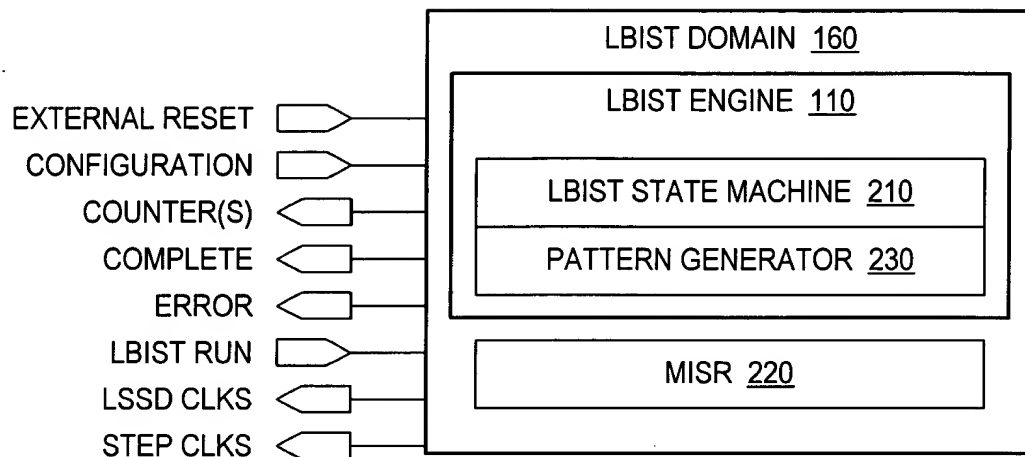 LBIST DOMAIN 160
LBIST ENGINE 110
LBIST STATE MACHINE 210
PATTERN GENERATOR 230
MISR 220
EXTERNAL RESET
CONFIGURATION
COUNTER(S)
COMPLETE
ERROR
LBIST RUN
LSSD CLKS
STEP CLKS